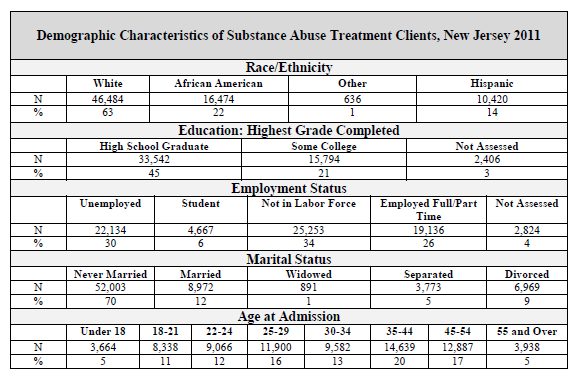 Demographic Characteristics of Substance Abuse Treatment Clients, New Jersey 2011
Race/Ethnicity
White African American Other Hispanic
N 46,484 16,474 636 10,420
% 63 22 1 14
Education: Highest Grade Completed
High School Graduate Some College Not Assessed
N 33,542 15,794 2,406
% 45 21 3
Employment Status
Unemployed Student Not in Labor Force Employed Full/Part Time Not Assessed
N 22,134 4,667 25,253 19,136 2,824
% 30 6 34 26 4
Marital Status
Never Married Married Widowed Separated Divorced
N 52,003 8,972 891 3,773 6,969
% 70 12 1 5 9
Age at Admission
Under 18 18-21 22-24 25-29 30-34 35-44 45-54 55 and Over
N 3,664 8,338 9,066 11,900 9,582 14,639 12,887 3,938
% 5 11 12 16 13 20 17 5